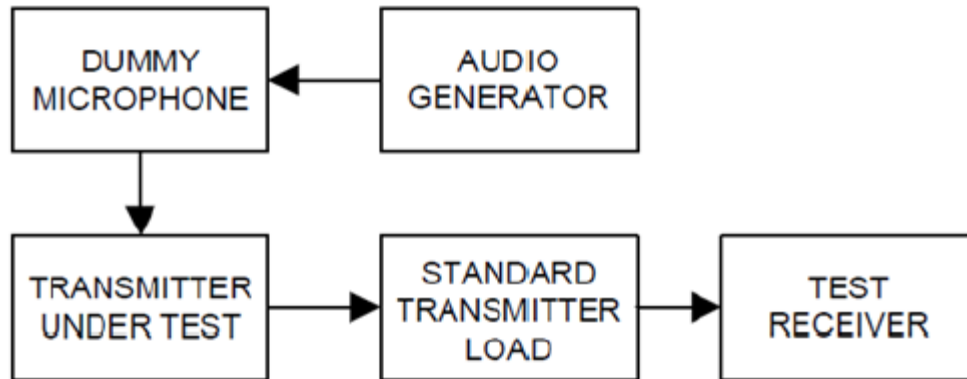 DUMMY
MICROPHONE
AUDIO
GENERATOR
TRANSMITTER
UNDER TEST
STANDARD
TRANSMITTER
LOAD
TEST
RECEIVER